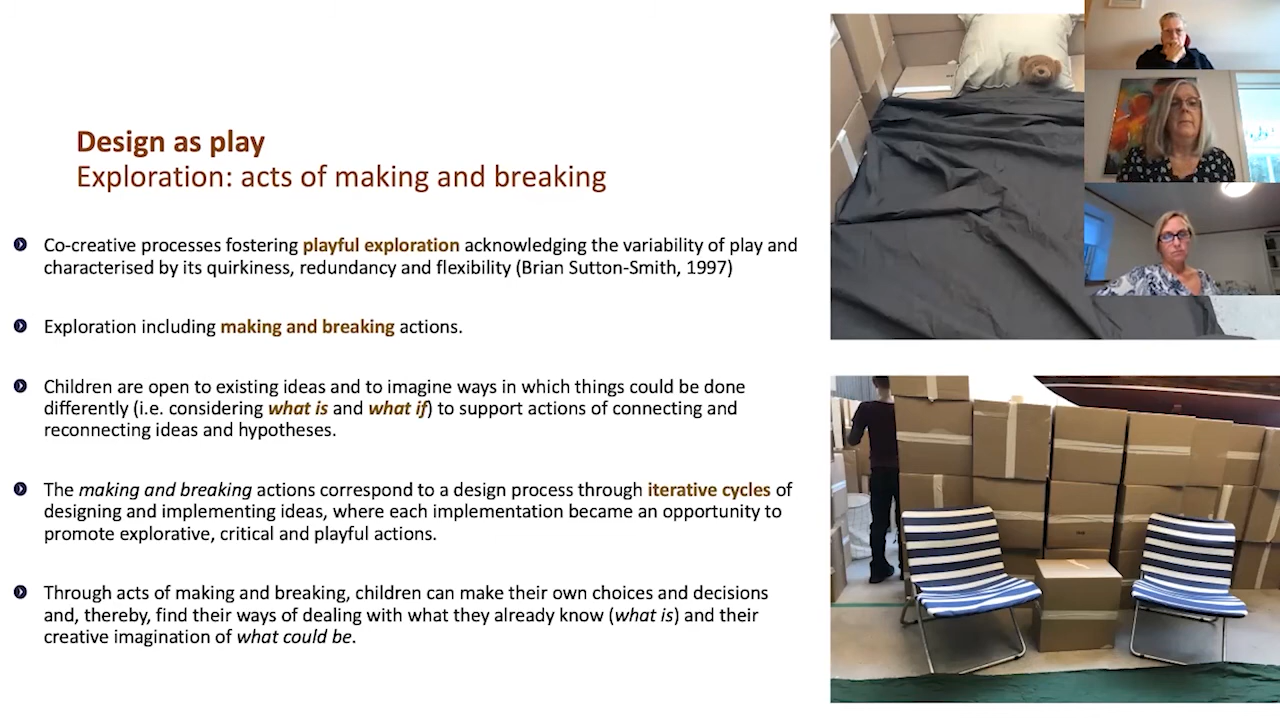 Design as play
Exploration: acts of making and breaking
Co-creative processes fostering playful exploration acknowledging the variability of play and
characterised by its quirkiness, redundancy and flexibility (Brian Sutton-Smith, 1997)
Exploration including making and breaking actions.
Children are open to existing ideas and to imagine ways in which things could be done
differently (i.e. considering what is and what if) to support actions of connecting and
reconnecting ideas and hypotheses.
The making and breaking actions correspond to a design process through iterative cycles of
designing and implementing ideas, where each implementation became an opportunity to
promote explorative, critical and playful actions.
Through acts of making and breaking, children can make their own choices and decisions
and, thereby, find their ways of dealing with what they already know (what is) and their
creative imagination of what could be.